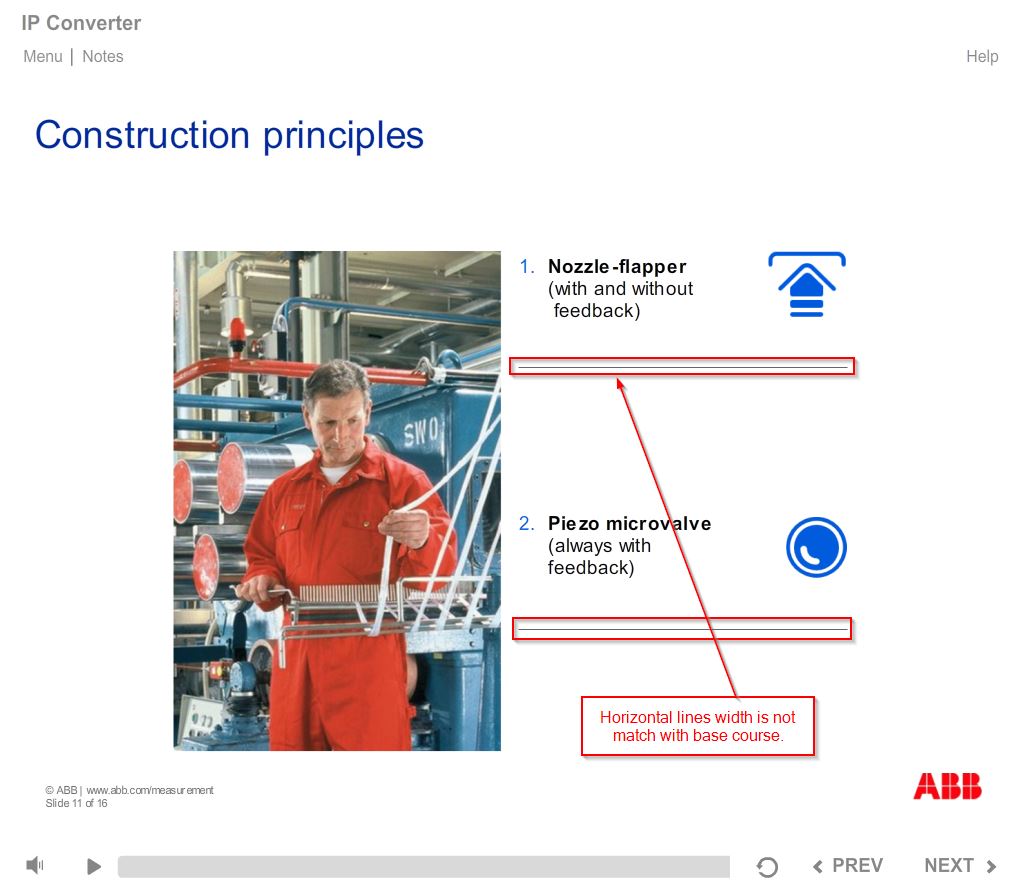 IP Converter
Menu | Notes
Help
Construction principles
1. Nozzle-flapper
(with and without
feedback)
SWO
2. Piezo microvalve
(always with
feedback)
Horizontal lines width is not
match with base course.
© ABB | www.abb.com/measurement
Slide 11 of 16
ABB
PREV
NEXT